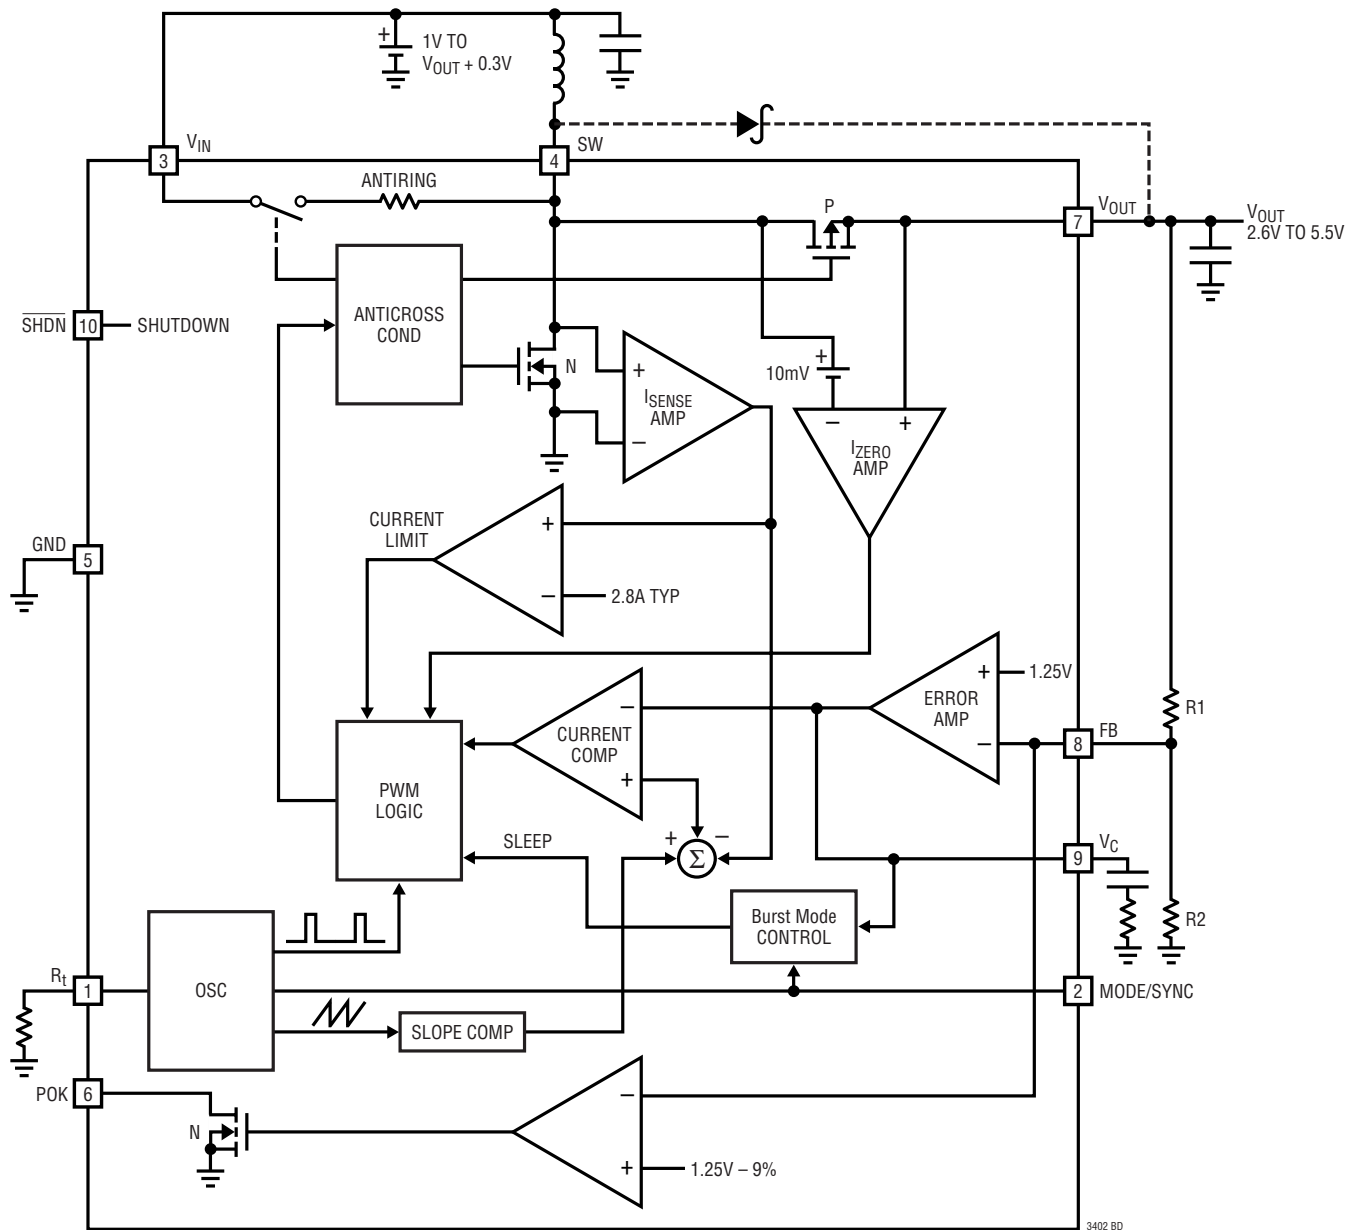 1V TO
VOUT + 0.3V
+
3
VIN
4
SW
ANTIRING
P
7
VOUT
VOUT
2.6V TO 5.5V
SHDN
10
SHUTDOWN
ANTICROSS
COND
N
+
ISENSE
AMP
–
+
10mV
–
+
IZERO
AMP
GND
5
CURRENT
LIMIT
+
–
2.8A TYP
+
1.25V
ERROR
AMP
–
R1
8
FB
–
CURRENT
COMP
+
PWM
LOGIC
SLEEP
+
–
Σ
9
VC
Burst Mode
CONTROL
R2
Rt
1
OSC
2
MODE/SYNC
SLOPE COMP
POK
6
N
–
+
1.25V – 9%
3402 BD